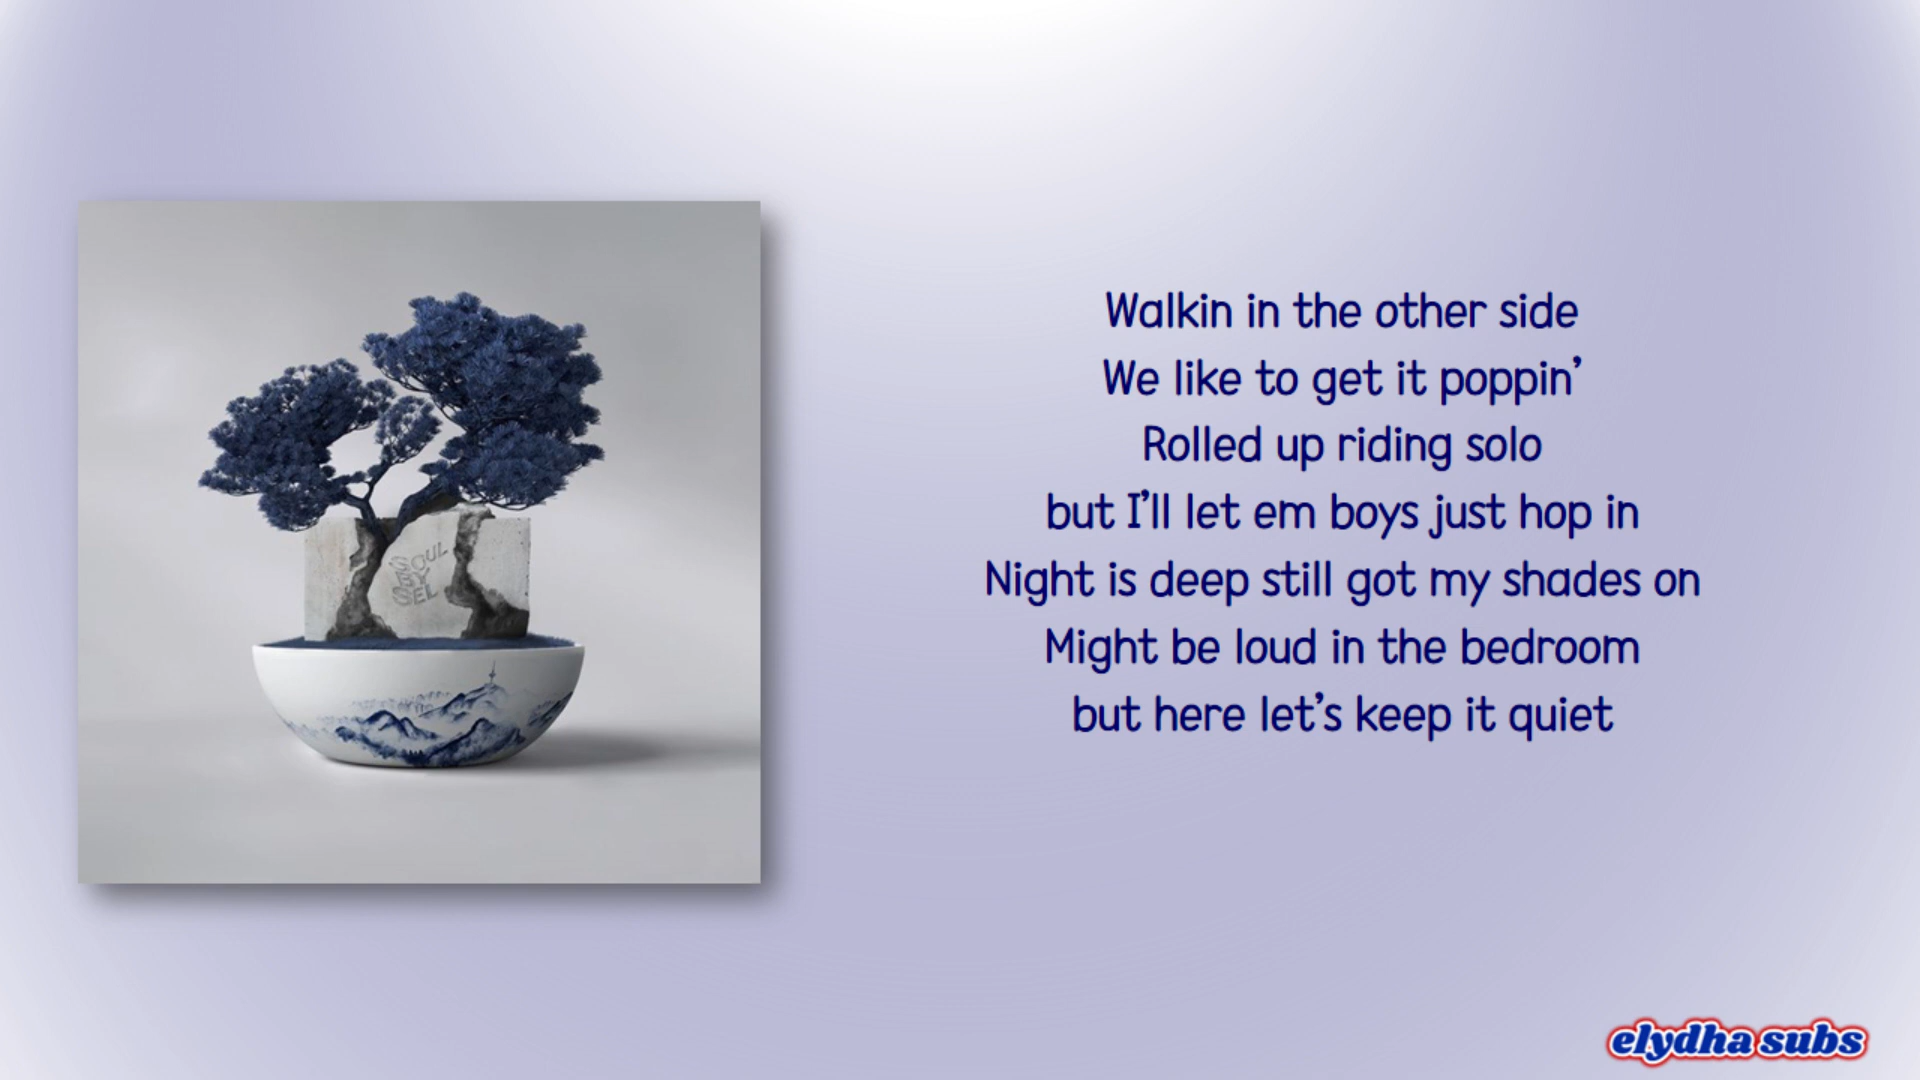 SOUL
BY
SEL
Walkin in the other side
We like to get it poppin’
Rolled up riding solo
but I’ll let em boys just hop in
Night is deep still got my shades on
Might be loud in the bedroom
but here let’s keep it quiet
elydha subs